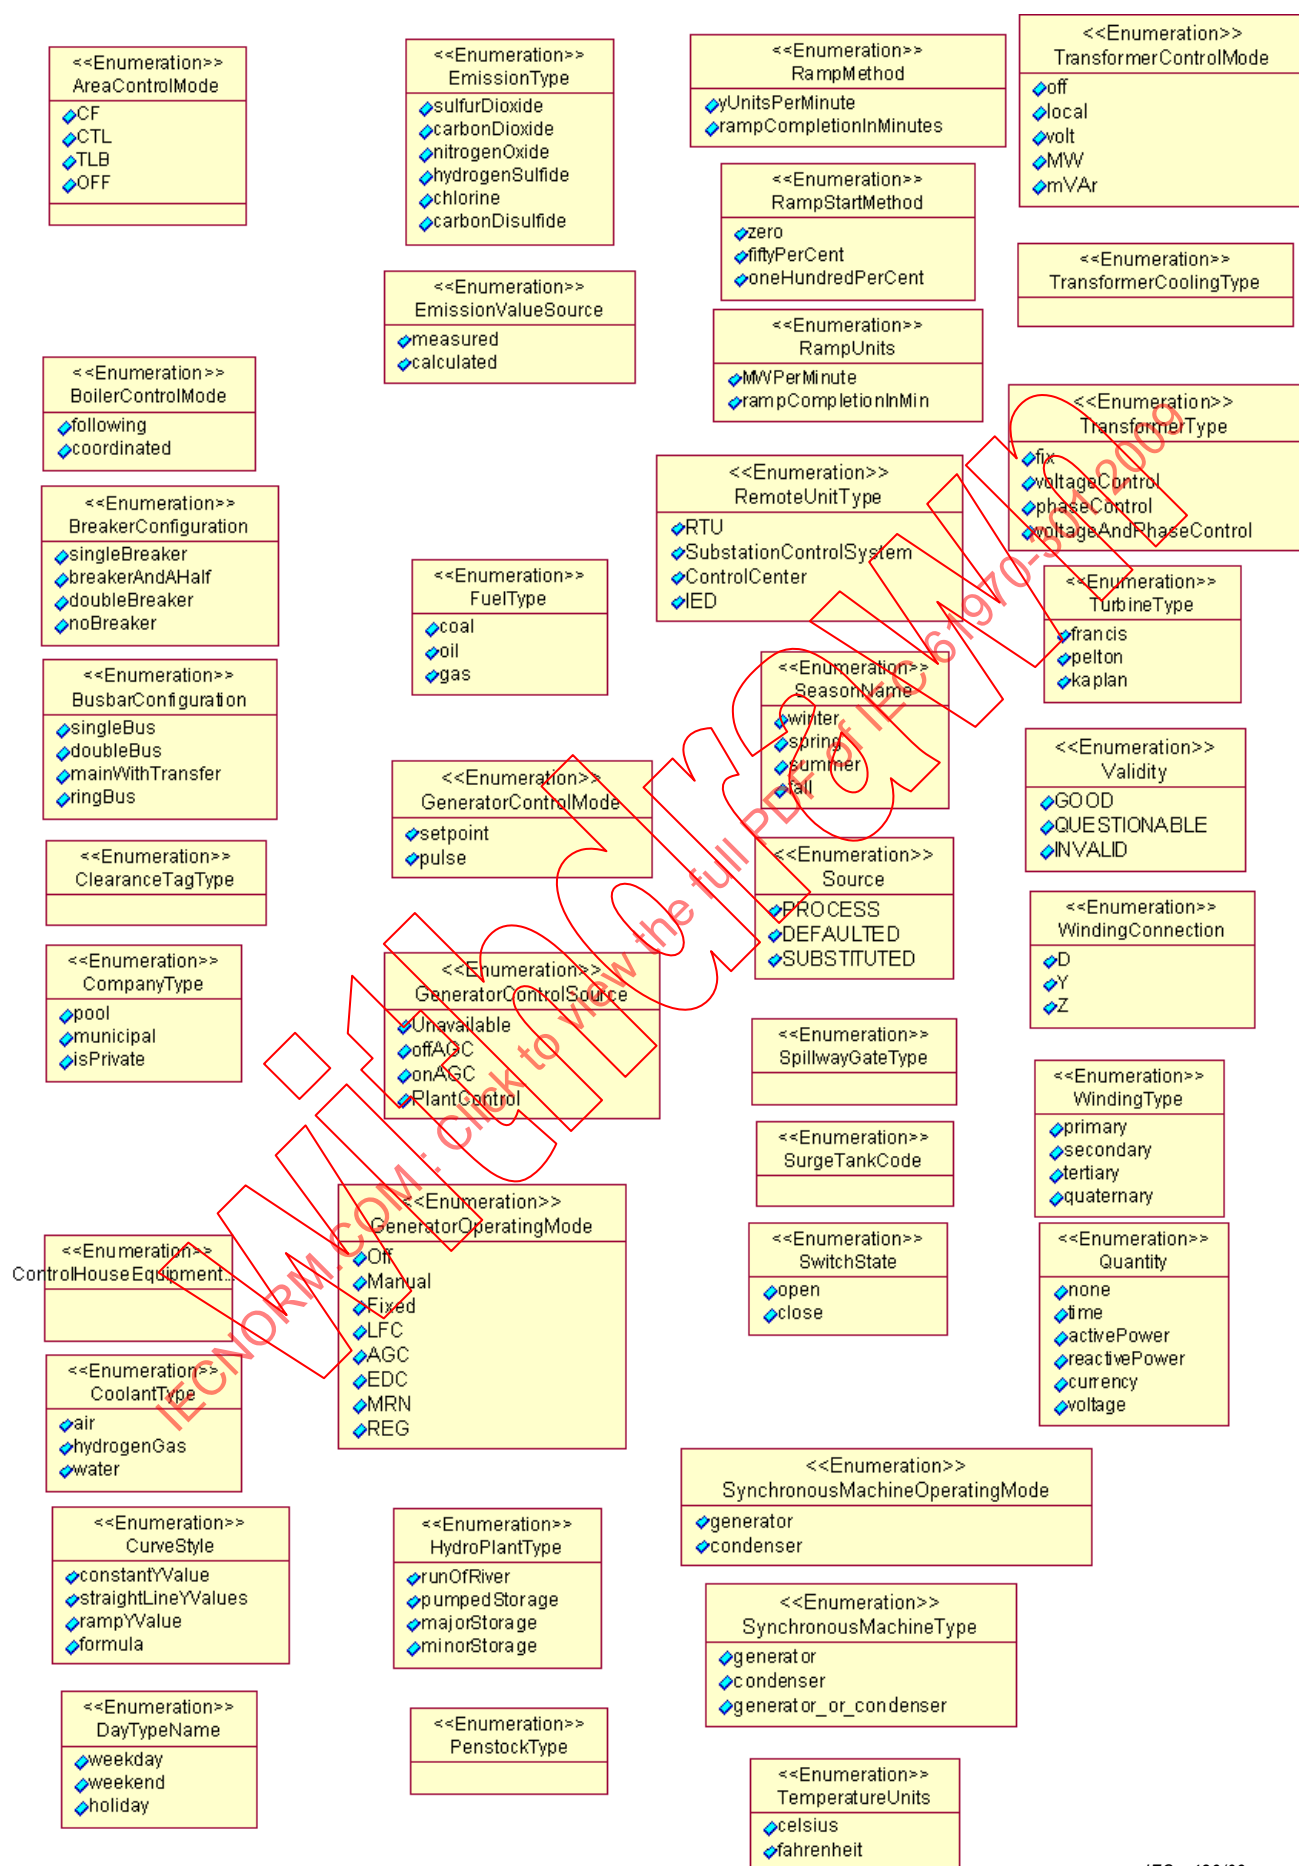 <<Enumeration>>
AreaControlMode
CF
CTL
TLB
OFF
<<Enumeration>>
BoilerControlMode
following
coordinated
<<Enumeration>>
BreakerConfiguration
singleBreaker
breakerAndAHalf
doubleBreaker
noBreaker
<<Enumeration>>
BusbarConfiguration
singleBus
doubleBus
mainWithTransfer
ringBus
<<Enumeration>>
ClearanceTagType
<<Enumeration>>
CompanyType
pool
municipal
isPrivate
<<Enumeration>>
ControlHouseEquipment...
<<Enumeration>>
CoolantType
air
hydrogenGas
water
<<Enumeration>>
CurveStyle
constantYValue
straightLineYValues
rampYValue
formula
<<Enumeration>>
DayTypeName
weekday
weekend
holiday
<<Enumeration>>
EmissionType
sulfurDioxide
carbonDioxide
nitrogenOxide
hydrogenSulfide
chlorine
carbonDisulfide
<<Enumeration>>
EmissionValueSource
measured
calculated
<<Enumeration>>
FuelType
coal
oil
gas
<<Enumeration>>
GeneratorControlMode
setpoint
pulse
<<Enumeration>>
GeneratorControlSource
Unavailable
offAGC
onAGC
PlantControl
<<Enumeration>>
GeneratorOperatingMode
Off
Manual
Fixed
LFC
AGC
EDC
MRN
REG
<<Enumeration>>
HydroPlantType
runOfRiver
pumpedStorage
majorStorage
minorStorage
<<Enumeration>>
PenstockType
<<Enumeration>>
RampMethod
yUnitsPerMinute
rampCompletionInMinutes
<<Enumeration>>
RampStartMethod
zero
fiftyPerCent
oneHundredPerCent
<<Enumeration>>
RampUnits
MWPerMinute
rampCompletionInMin
<<Enumeration>>
RemoteUnitType
RTU
SubstationControlSystem
ControlCenter
IED
<<Enumeration>>
SeasonName
winter
spring
summer
fall
<<Enumeration>>
Source
PROCESS
DEFAULTED
SUBSTITUTED
<<Enumeration>>
SpillwayGateType
<<Enumeration>>
SurgeTankCode
<<Enumeration>>
SwitchState
open
close
<<Enumeration>>
SynchronousMachineOperatingMode
generator
condenser
<<Enumeration>>
SynchronousMachineType
generator
condenser
generator_or_condenser
<<Enumeration>>
TemperatureUnits
celsius
fahrenheit
<<Enumeration>>
TransformerControlMode
off
local
volt
MW
mVAr
<<Enumeration>>
TransformerCoolingType
<<Enumeration>>
TransformerType
fix
voltageControl
phaseControl
voltageAndPhaseControl
<<Enumeration>>
TurbineType
francis
pelton
kaplan
<<Enumeration>>
Validity
GOOD
QUESTIONABLE
INVALID
<<Enumeration>>
WindingConnection
D
Y
Z
<<Enumeration>>
WindingType
primary
secondary
tertiary
quaternary
<<Enumeration>>
Quantity
none
time
activePower
reactivePower
currency
voltage
Withdrawn
IECNORM.COM : Click to view the full PDF of IEC 61970-301:2009